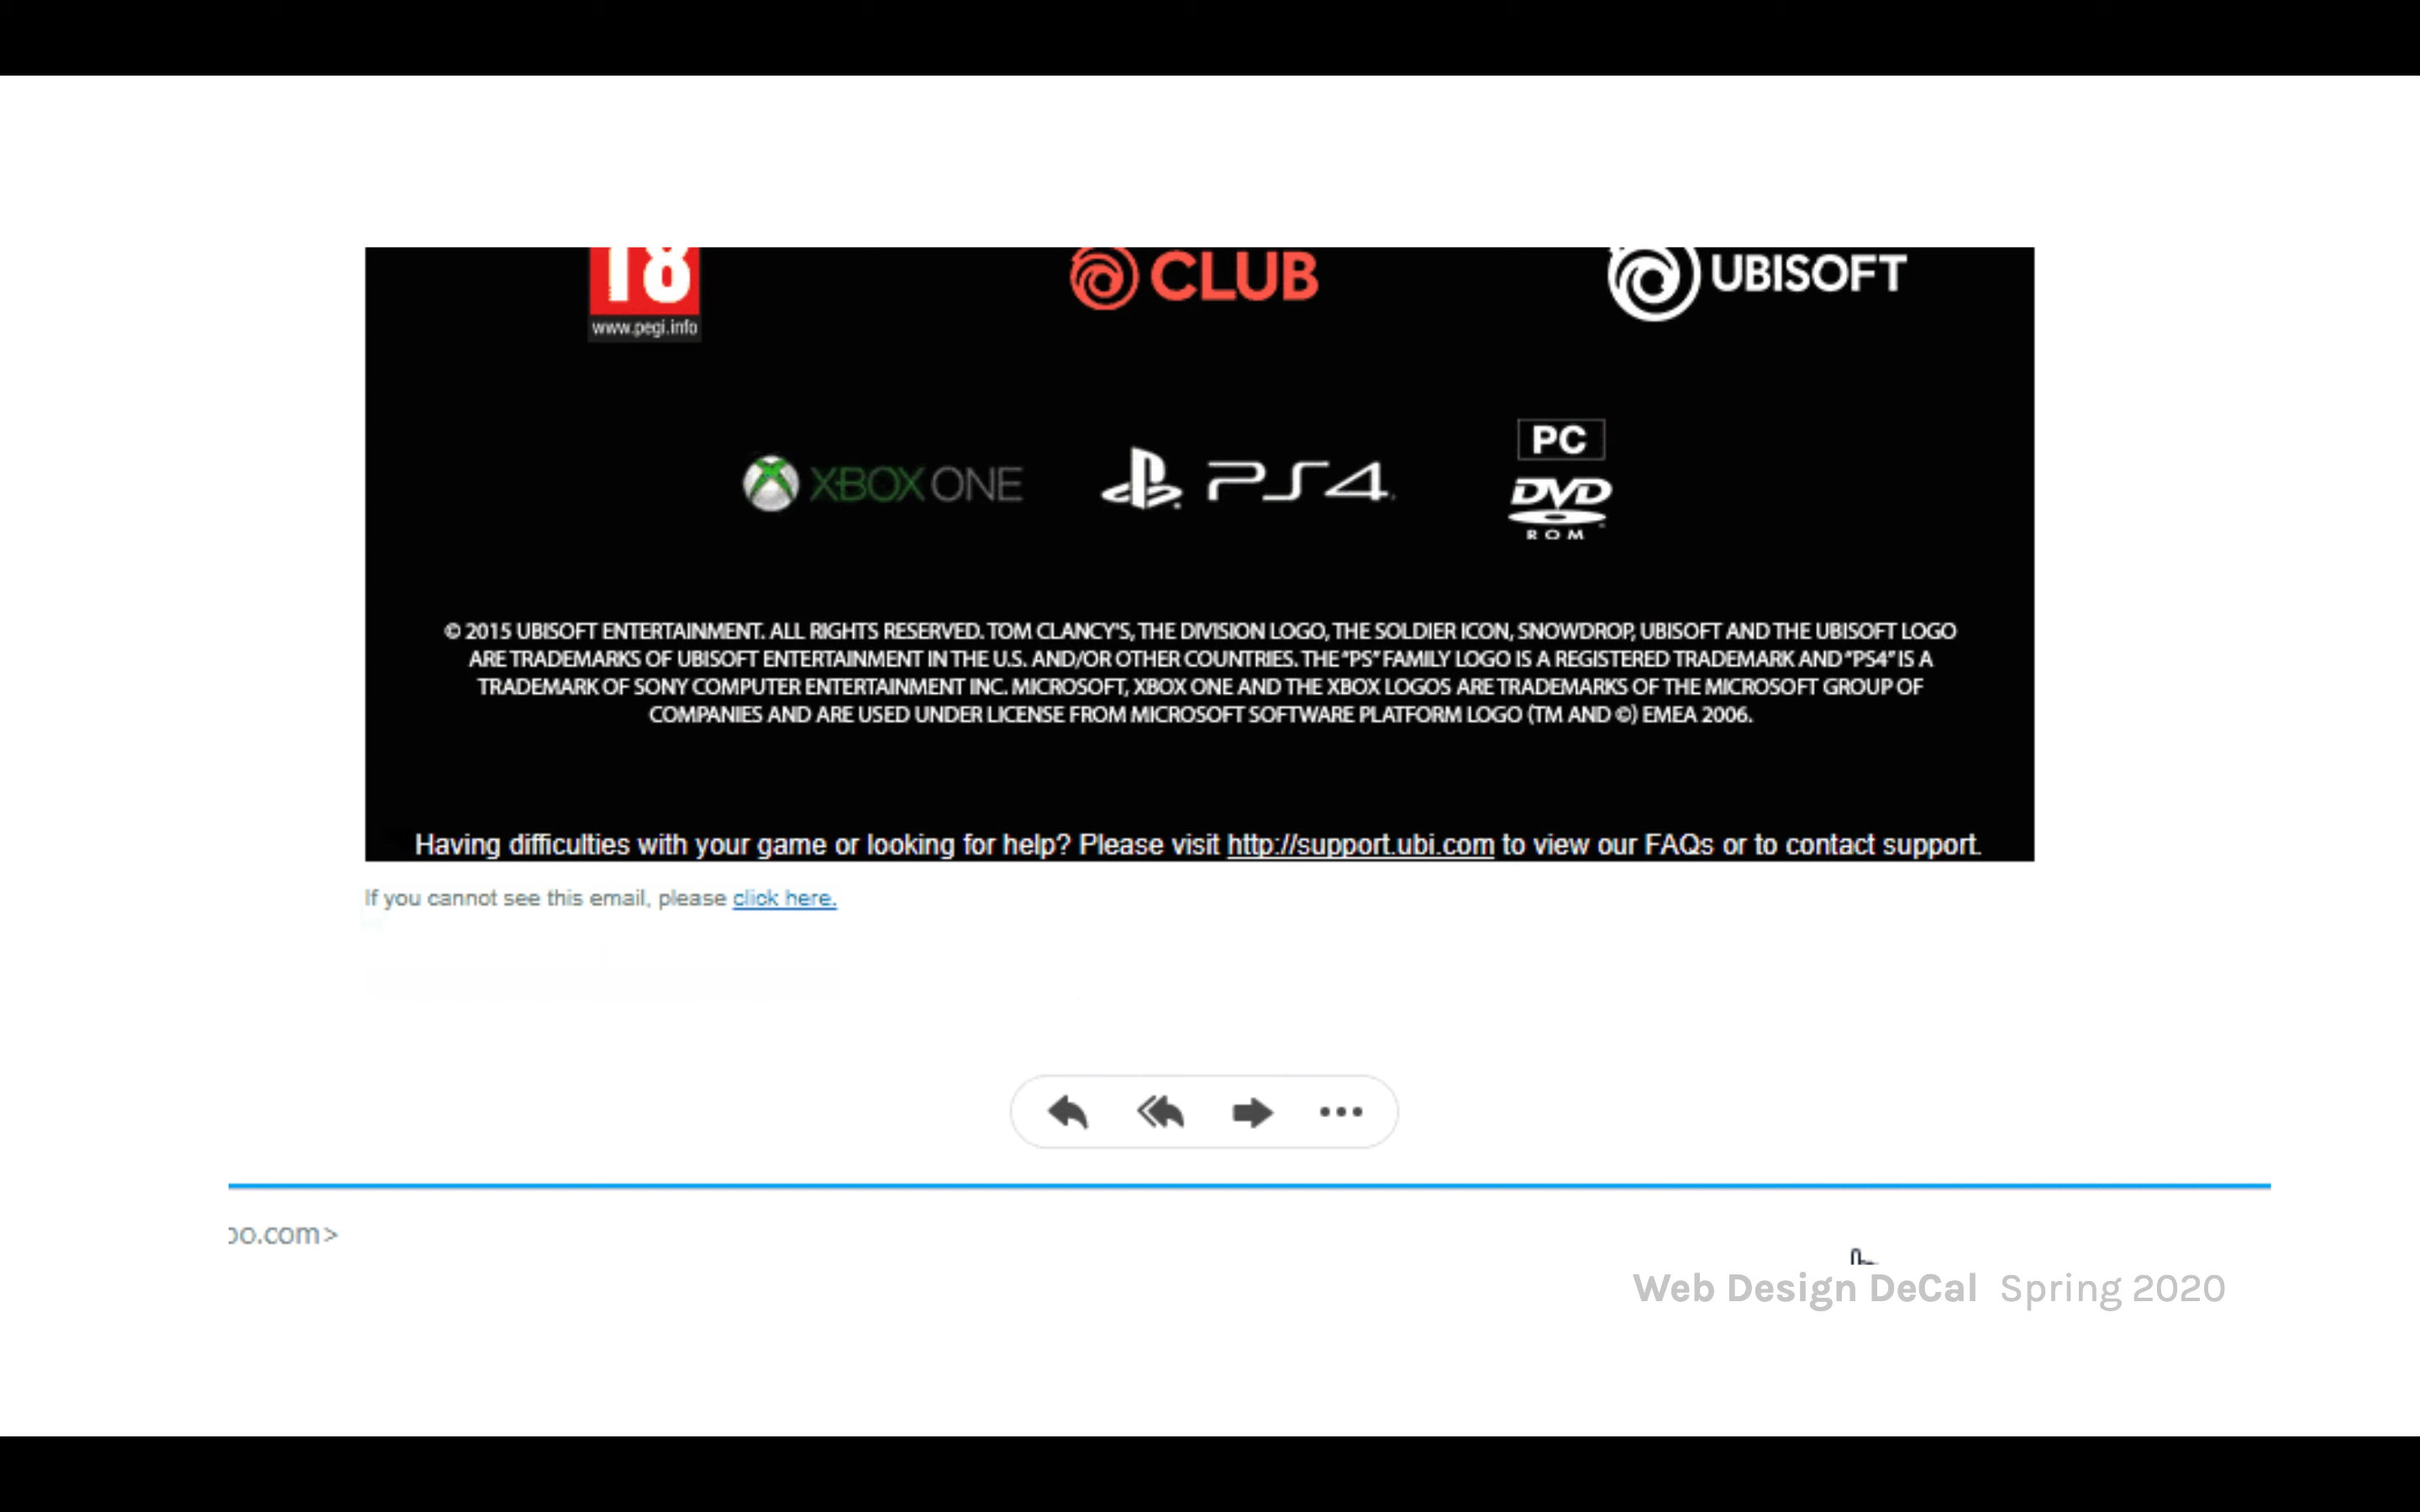 18
CLUB
UBISOFT
www.pegi.info
XBOX ONE
PS4
PC
DVD
ROM
© 2015 UBISOFT ENTERTAINMENT. ALL RIGHTS RESERVED. TOM CLANCY'S, THE DIVISION LOGO, THE SOLDIER ICON, SNOWDROP, UBISOFT AND THE UBISOFT LOGO
ARE TRADEMARKS OF UBISOFT ENTERTAINMENT IN THE U.S. AND/OR OTHER COUNTRIES. THE “PS” FAMILY LOGO IS A REGISTERED TRADEMARK AND “PS4” IS A
TRADEMARK OF SONY COMPUTER ENTERTAINMENT INC. MICROSOFT, XBOX ONE AND THE XBOX LOGOS ARE TRADEMARKS OF THE MICROSOFT GROUP OF
COMPANIES AND ARE USED UNDER LICENSE FROM MICROSOFT SOFTWARE PLATFORM LOGO (TM AND ©) EMEA 2006.
Having difficulties with your game or looking for help? Please visit http://support.ubi.com to view our FAQs or to contact support.
If you cannot see this email, please click here.
oo.com>
Web Design DeCal Spring 2020